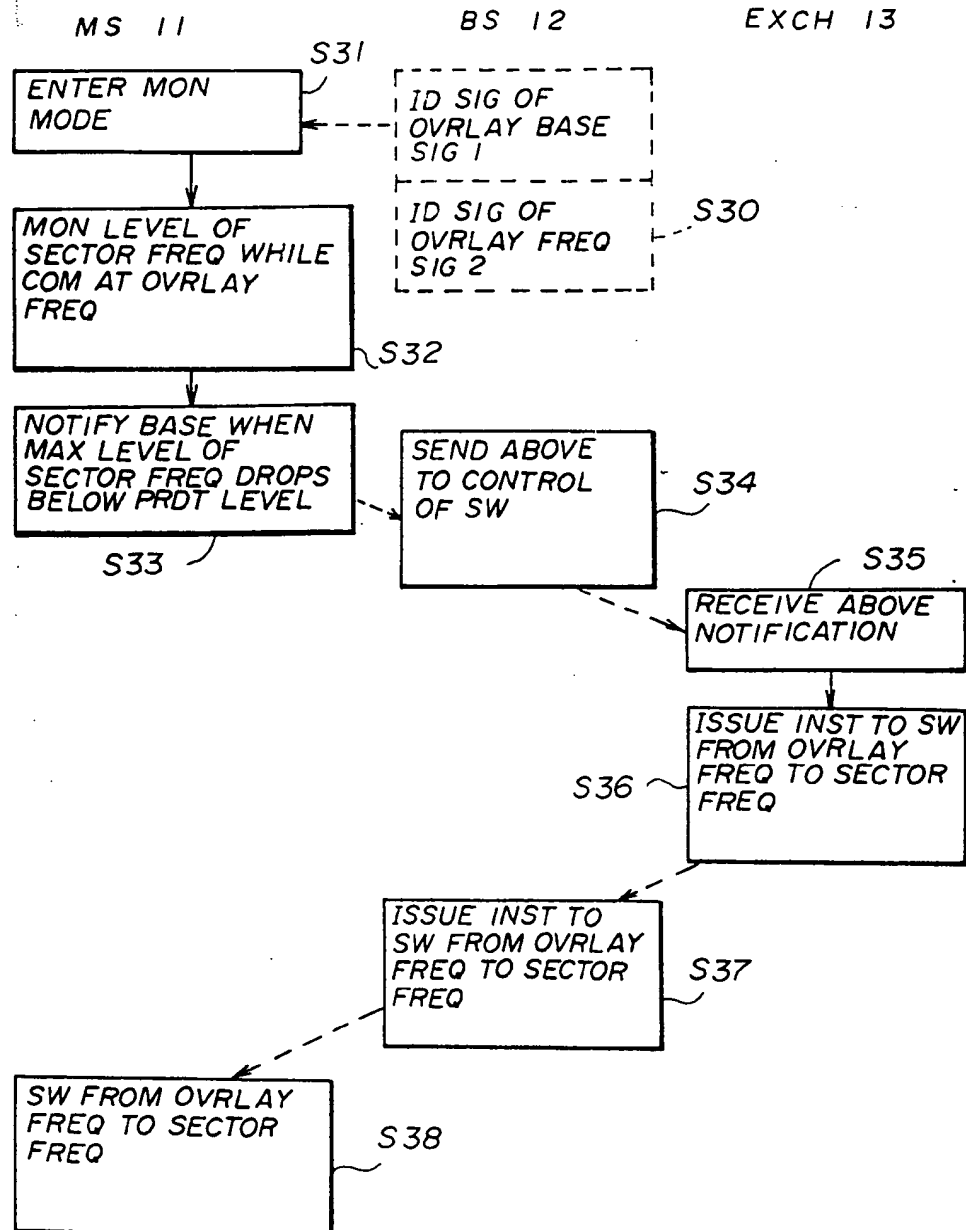 MS 11
BS 12
EXCH 13
S31
ENTER MON
MODE
ID SIG OF
OVRLAY BASE
SIG 1
ID SIG OF
OVRLAY FREQ
SIG 2
S30
MON LEVEL OF
SECTOR FREQ WHILE
COM AT OVRLAY
FREQ
S32
NOTIFY BASE WHEN
MAX LEVEL OF
SECTOR FREQ DROPS
BELOW PRDT LEVEL
S33
SEND ABOVE
TO CONTROL
OF SW
S34
S35
RECEIVE ABOVE
NOTIFICATION
ISSUE INST TO SW
FROM OVRLAY
FREQ TO SECTOR
FREQ
S36
ISSUE INST TO
SW FROM OVRLAY
FREQ TO SECTOR
FREQ
S37
SW FROM OVRLAY
FREQ TO SECTOR
FREQ
S38